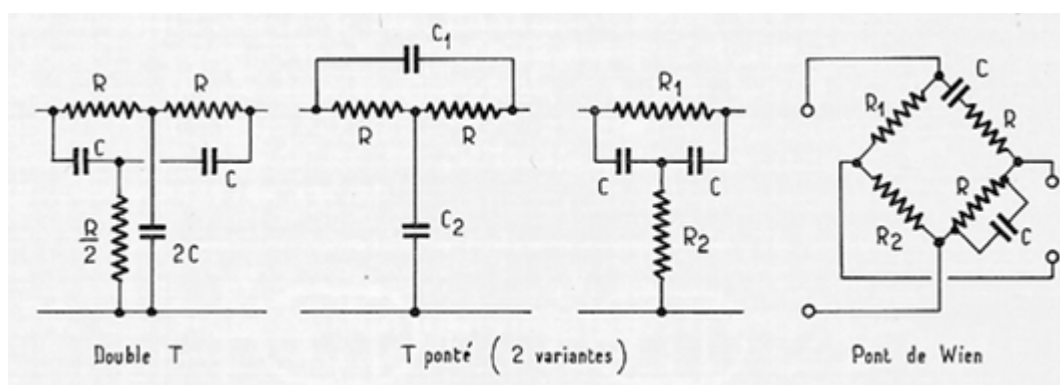 R R
C
C
R/2
2C
Double T
C1
R R
C2
T ponté ( 2 variantes )
R1
C C
R2
R1
C
R
R
C
R2
Pont de Wien